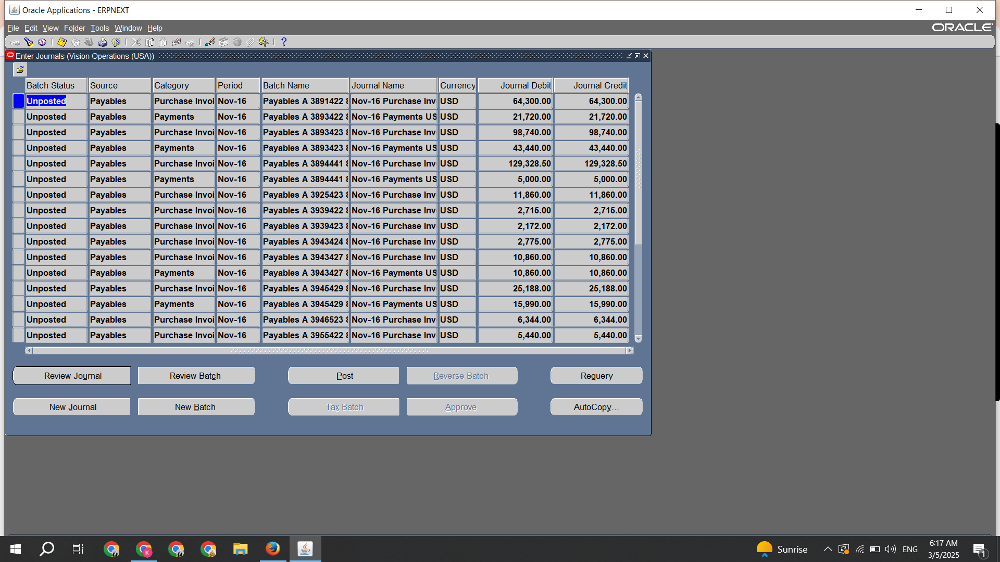 Oracle Applications - ERPNEXT
File Edit View Folder Tools Window Help
ORACLE
Enter Journals (Vision Operations (USA))
Batch Status Source Category Period Batch Name Journal Name Currency Journal Debit Journal Credit
Unposted Payables Purchase Invoi Nov-16 Payables A 3891422 Nov-16 Purchase Inv USD 64,300.00 64,300.00
Unposted Payables Payments Nov-16 Payables A 3893422 Nov-16 Payments US USD 21,720.00 21,720.00
Unposted Payables Purchase Invoi Nov-16 Payables A 3893423 Nov-16 Purchase Inv USD 98,740.00 98,740.00
Unposted Payables Payments Nov-16 Payables A 3893423 Nov-16 Payments US USD 43,440.00 43,440.00
Unposted Payables Purchase Invoi Nov-16 Payables A 3894441 Nov-16 Purchase Inv USD 129,328.50 129,328.50
Unposted Payables Payments Nov-16 Payables A 3894441 Nov-16 Payments US USD 5,000.00 5,000.00
Unposted Payables Purchase Invoi Nov-16 Payables A 3925423 Nov-16 Purchase Inv USD 11,860.00 11,860.00
Unposted Payables Purchase Invoi Nov-16 Payables A 3939422 Nov-16 Purchase Inv USD 2,715.00 2,715.00
Unposted Payables Purchase Invoi Nov-16 Payables A 3939423 Nov-16 Purchase Inv USD 2,172.00 2,172.00
Unposted Payables Purchase Invoi Nov-16 Payables A 3943424 Nov-16 Purchase Inv USD 2,775.00 2,775.00
Unposted Payables Purchase Invoi Nov-16 Payables A 3943427 Nov-16 Purchase Inv USD 10,860.00 10,860.00
Unposted Payables Payments Nov-16 Payables A 3943427 Nov-16 Payments US USD 10,860.00 10,860.00
Unposted Payables Purchase Invoi Nov-16 Payables A 3945429 Nov-16 Purchase Inv USD 25,188.00 25,188.00
Unposted Payables Payments Nov-16 Payables A 3945429 Nov-16 Payments US USD 15,990.00 15,990.00
Unposted Payables Purchase Invoi Nov-16 Payables A 3946523 Nov-16 Purchase Inv USD 6,344.00 6,344.00
Unposted Payables Purchase Invoi Nov-16 Payables A 3955422 Nov-16 Purchase Inv USD 5,440.00 5,440.00
Review Journal Review Batch Post Reverse Batch Requery
New Journal New Batch Tax Batch Approve AutoCopy...
K
Sunrise ENG 6:17 AM
3/5/2025 1